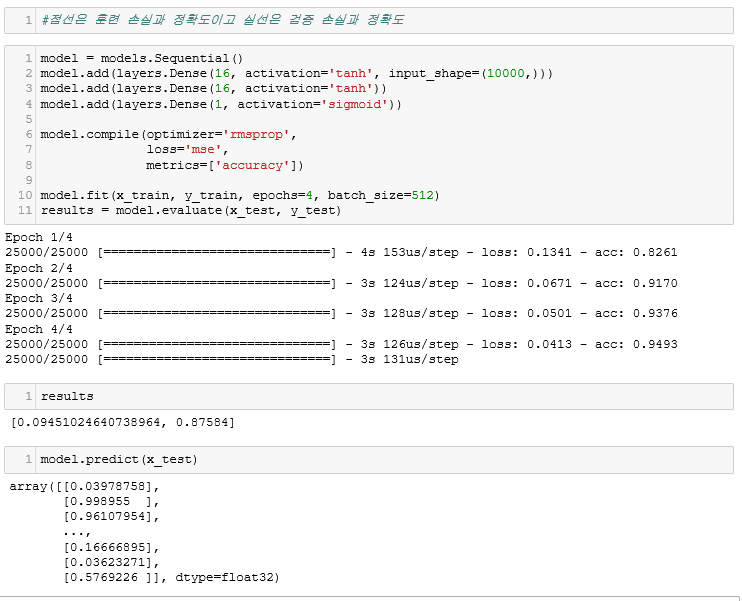 1 #점선은 훈련 손실과 정확도이고 실선은 검증 손실과 정확도
1 model = models.Sequential()
2 model.add(layers.Dense(16, activation='tanh', input_shape=(10000,)))
3 model.add(layers.Dense(16, activation='tanh'))
4 model.add(layers.Dense(1, activation='sigmoid'))
5
6 model.compile(optimizer='rmsprop',
7               loss='mse',
8               metrics=['accuracy'])
9
10 model.fit(x_train, y_train, epochs=4, batch_size=512)
11 results = model.evaluate(x_test, y_test)
Epoch 1/4
25000/25000 [==============================] - 4s 153us/step - loss: 0.1341 - acc: 0.8261
Epoch 2/4
25000/25000 [==============================] - 3s 124us/step - loss: 0.0671 - acc: 0.9170
Epoch 3/4
25000/25000 [==============================] - 3s 128us/step - loss: 0.0501 - acc: 0.9376
Epoch 4/4
25000/25000 [==============================] - 3s 126us/step - loss: 0.0413 - acc: 0.9493
25000/25000 [==============================] - 3s 131us/step
1 results
[0.09451024640738964, 0.87584]
1 model.predict(x_test)
array([[0.03978758],
       [0.998955  ],
       [0.96107954],
       ...,
       [0.16666895],
       [0.03623271],
       [0.5769226 ]], dtype=float32)